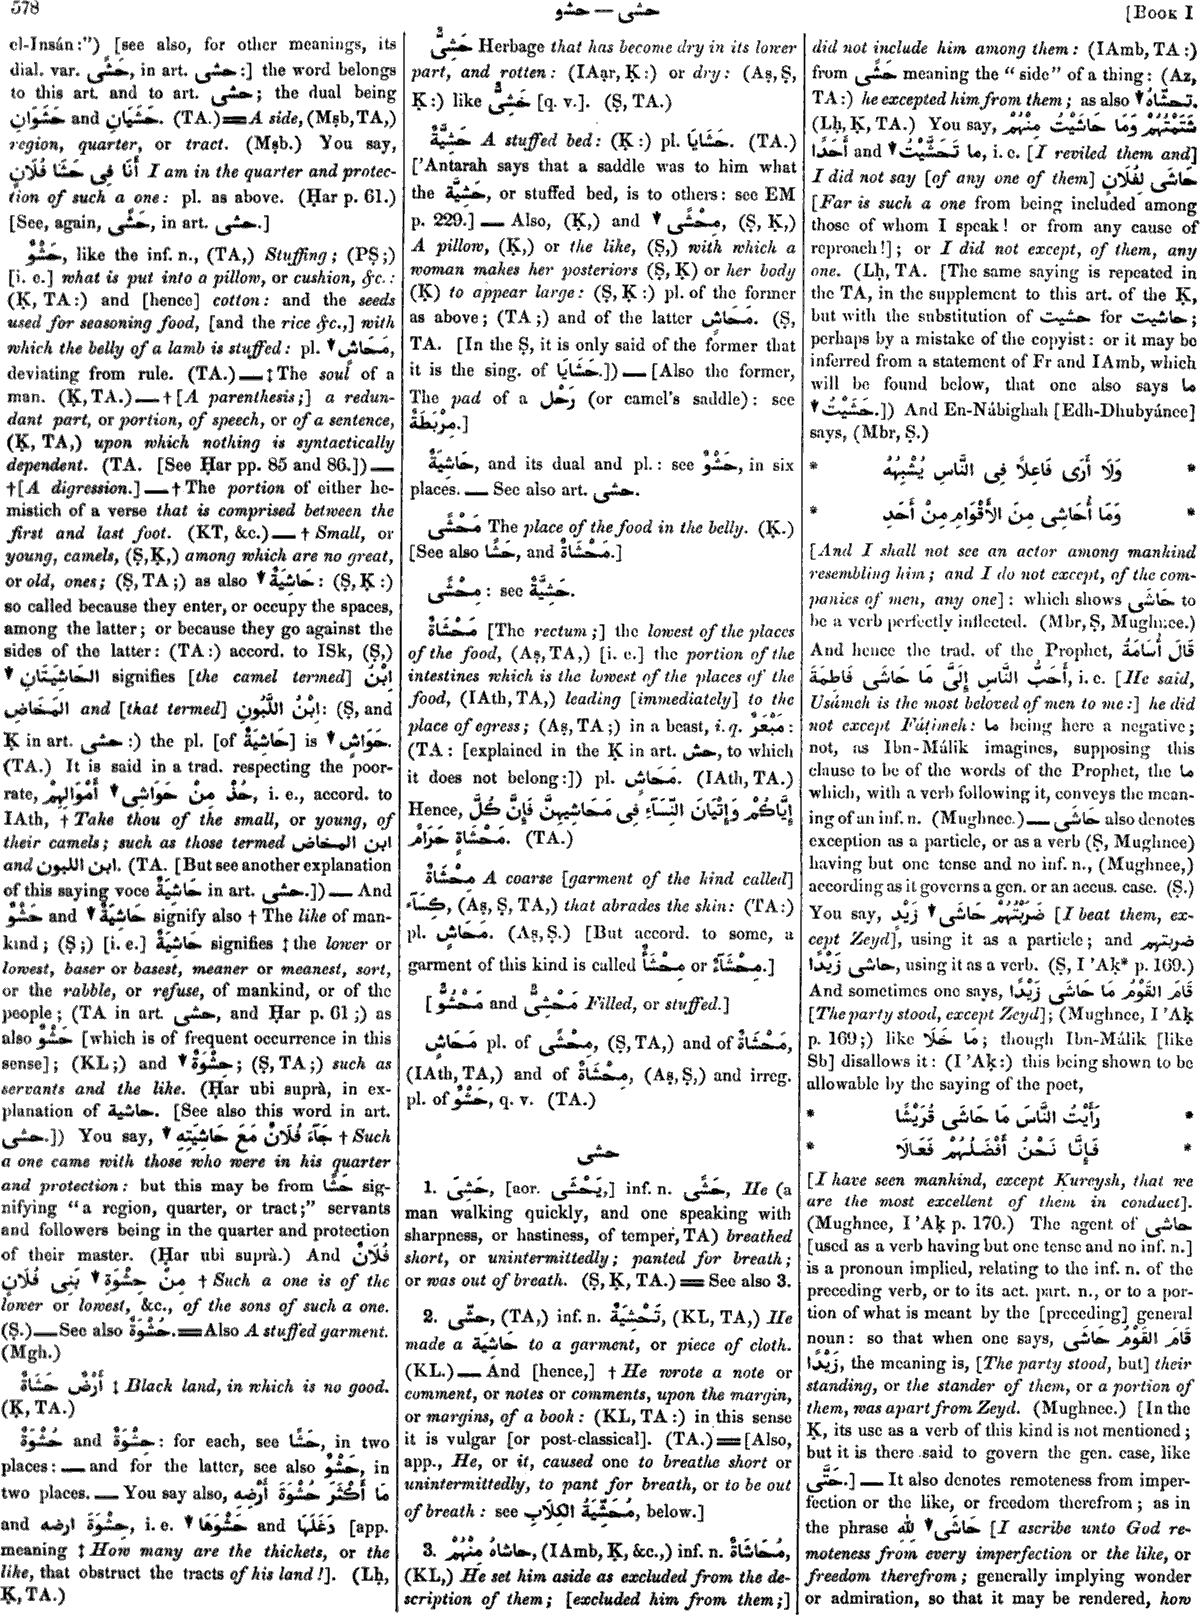 578
حشى — حشو
[BOOK I
el-Insán:") [see also, for other meanings, its
dial. var. حَشًى, in art. حشى:] the word belongs
to this art. and to art. حشى; the dual being
حَشَيَانِ and حَشَوَانِ. (TA.)═A side, (Mṣb, TA,)
region, quarter, or tract. (Mṣb.) You say,
أَنَا فِى حَشَا فُلَانٍ I am in the quarter and protec-
tion of such a one: pl. as above. (Ḥar p. 61.)
[See, again, حَشًى, in art. حشى.]
حَشْوٌ, like the inf. n., (TA,) Stuffing; (PṢ;)
[i. e.] what is put into a pillow, or cushion, &c.:
(Ḳ, TA:) and [hence] cotton: and the seeds
used for seasoning food, [and the rice &c.,] with
which the belly of a lamb is stuffed: pl. ▼مَحَاشٍ,
deviating from rule. (TA.)—‡The soul of a
man. (Ḳ, TA.)—†[A parenthesis;] a redun-
dant part, or portion, of speech, or of a sentence,
(Ḳ, TA,) upon which nothing is syntactically
dependent. (TA. [See Ḥar pp. 85 and 86.])—
†[A digression.]—†The portion of either he-
mistich of a verse that is comprised between the
first and last foot. (KT, &c.)—†Small, or
young, camels, (Ṣ, Ḳ,) among which are no great,
or old, ones; (Ṣ, TA;) as also ▼حَاشِيَةٌ: (Ṣ, Ḳ:)
so called because they enter, or occupy the spaces,
among the latter; or because they go against the
sides of the latter: (TA:) accord. to ISk, (Ṣ,)
▼الحَاشِيَتَانِ signifies [the camel termed] ٱبْنُ
المَخَاضِ and [that termed] ٱبْنُ اللَّبُونِ: (Ṣ, and
Ḳ in art. حشى:) the pl. [of حَاشِيَةٌ] is ▼حَوَاشٍ.
(TA.) It is said in a trad. respecting the poor-
rate, خُذْ مِنْ حَوَاشِى▼ أَمْوَالِهِمْ, i. e., accord. to
IAth, †Take thou of the small, or young, of
their camels; such as those termed ابن المخاض
and ابن اللبون. (TA. [But see another explanation
of this saying voce حَاشِيَةٌ in art. حشى.])—And
حَشْوٌ and ▼حَاشِيَةٌ signify also †The like of man-
kind; (Ṣ;) [i. e.] حَاشِيَةٌ signifies ‡the lower or
lowest, baser or basest, meaner or meanest, sort,
or the rabble, or refuse, of mankind, or of the
people; (TA in art. حشى, and Ḥar p. 61;) as
also حَشْوٌ [which is of frequent occurrence in this
sense]; (KL;) and ▼حِشْوَةٌ; (Ṣ, TA;) such as
servants and the like. (Ḥar ubi suprà, in ex-
planation of حاشية. [See also this word in art.
حشى.]) You say, جَآءَ فُلَانٌ مَعَ حَاشِيَتِهِ▼ †Such
a one came with those who were in his quarter
and protection: but this may be from حَشًا sig-
nifying "a region, quarter, or tract;" servants
and followers being in the quarter and protection
of their master. (Ḥar ubi suprà.) And فُلَانٌ
مِنْ حِشْوَةِ▼ بَنِى فُلَانٍ †Such a one is of the
lower or lowest, &c., of the sons of such a one.
(Ṣ.)—See also حُشْوَةٌ.═Also A stuffed garment.
(Mgh.)
أَرْضٌ حَشَاةٌ ‡Black land, in which is no good.
(Ḳ, TA.)
حُشْوَةٌ and حِشْوَةٌ: for each, see حَشًا, in two
places:—and for the latter, see also حَشْوٌ, in
two places.—You say also, مَا أَكْثَرَ حُشْوَةَ أَرْضِهِ
and حِشْوَةَ ارضه, i. e. ▼حَشْوَهَا and دَغَلَهَا [app.
meaning ‡How many are the thickets, or the
like, that obstruct the tracts of his land!]. (Lḥ,
Ḳ, TA.)
حَشِىٌّ Herbage that has become dry in its lower
part, and rotten: (IAạr, Ḳ:) or dry: (Aṣ, Ṣ,
Ḳ:) like خَشِىٌّ [q. v.]. (Ṣ, TA.)
حَشِيَّةٌ A stuffed bed: (Ḳ:) pl. حَشَايَا. (TA.)
['Antarah says that a saddle was to him what
the حَشِيَّة, or stuffed bed, is to others: see EM
p. 229.]—Also, (Ḳ,) and ▼مِحْشًى, (Ṣ, Ḳ,)
A pillow, (Ḳ,) or the like, (Ṣ,) with which a
woman makes her posteriors (Ṣ, Ḳ) or her body
(Ḳ) to appear large: (Ṣ, Ḳ:) pl. of the former
as above; (TA;) and of the latter مَحَاشٍ. (Ṣ,
TA. [In the Ṣ, it is only said of the former that
it is the sing. of حَشَايَا.])—[Also the former,
The pad of a رَحْل (or camel's saddle): see
مِرْبَطَةٌ.]
حَاشِيَةٌ, and its dual and pl.: see حَشْوٌ, in six
places.—See also art. حشى.
مَحْشًى The place of the food in the belly. (Ḳ.)
[See also حَشًا, and مَحْشَاةٌ.]
مِحْشًى: see حَشِيَّةٌ.
مَحْشَاةٌ [The rectum;] the lowest of the places
of the food, (Aṣ, TA,) [i. e.] the portion of the
intestines which is the lowest of the places of the
food, (IAth, TA,) leading [immediately] to the
place of egress; (Aṣ, TA;) in a beast, i. q. مَبْعَرٌ:
(TA: [explained in the Ḳ in art. حش, to which
it does not belong:]) pl. مَحَاشٍ. (IAth, TA.)
Hence, إِيَّاكُمْ وَإِتْيَانَ النِّسَآءِ فِى مَحَاشِيهِنَّ فَإِنَّ كُلَّ
مَحْشَاةٍ حَرَامٌ. (TA.)
مِحْشَاةٌ A coarse [garment of the kind called]
كِسَآء, (Aṣ, Ṣ, TA,) that abrades the skin: (TA:)
pl. مَحَاشٍ. (Aṣ, Ṣ.) [But accord. to some, a
garment of this kind is called مِحْشَأٌ or مِحْشَآءٌ.]
[مَحْشِىٌّ and مَحْشُوٌّ Filled, or stuffed.]
مَحَاشٍ pl. of مِحْشًى, (Ṣ, TA,) and of مَحْشَاةٌ,
(IAth, TA,) and of مِحْشَاةٌ, (Aṣ, Ṣ,) and irreg.
pl. of حَشْوٌ, q. v. (TA.)
حشى
1. حَشِىَ, [aor. يَحْشَى,] inf. n. حَشًى, He (a
man walking quickly, and one speaking with
sharpness, or hastiness, of temper, TA) breathed
short, or unintermittedly; panted for breath;
or was out of breath. (Ṣ, Ḳ, TA.)═See also 3.
2. حَشَّى, (TA,) inf. n. تَحْشِيَةٌ, (KL, TA,) He
made a حَاشِيَة to a garment, or piece of cloth.
(KL.)—And [hence,] †He wrote a note or
comment, or notes or comments, upon the margin,
or margins, of a book: (KL, TA:) in this sense
it is vulgar [or post-classical]. (TA.)═[Also,
app., He, or it, caused one to breathe short or
unintermittedly, to pant for breath, or to be out
of breath: see مُحَشِّيَةُ الكِلَابِ, below.]
3. حاشاهُ مِنْهُمْ, (IAmb, Ḳ, &c.,) inf. n. مُحَاشَاةٌ,
(KL,) He set him aside as excluded from the de-
scription of them; [excluded him from them;]
did not include him among them: (IAmb, TA:)
from حَشًى meaning the "side" of a thing: (Az,
TA:) he excepted him from them; as also ▼تحشّاهُ.
(Lḥ, Ḳ, TA.) You say, شَتَمْتُهُمْ وَمَا حَاشَيْتُ مِنْهُمْ
أَحَدًا and ▼ما تَحَشَّيْتُ, i. e. [I reviled them and]
I did not say [of any one of them] حَاشَى لِفُلَانٍ
[Far is such a one from being included among
those of whom I speak! or from any cause of
reproach!]; or I did not except, of them, any
one. (Lḥ, TA. [The same saying is repeated in
the TA, in the supplement to this art. of the Ḳ,
but with the substitution of حشيت for حاشيت;
perhaps by a mistake of the copyist: or it may be
inferred from a statement of Fr and IAmb, which
will be found below, that one also says ما
▼حَشَيْتُ.]) And En-Nábighah [Edh-Dhubyánee]
says, (Mbr, Ṣ.)
* وَلَا أَرَى فَاعِلًا فِى النَّاسِ يُشْبِهُهُ *
* وَمَا أُحَاشِى مِنَ الأَقْوَامِ مِنْ أَحَدِ *
[And I shall not see an actor among mankind
resembling him; and I do not except, of the com-
panies of men, any one]: which shows حَاشَى to
be a verb perfectly inflected. (Mbr, Ṣ, Mughnee.)
And hence the trad. of the Prophet, قَالَ أُسَامَةُ
أَحَبُّ النَّاسِ إِلَىَّ مَا حَاشَى فَاطِمَةَ, i. e. [He said,
Usámeh is the most beloved of men to me:] he did
not except Fáṭimeh: ما being here a negative;
not, as Ibn-Málik imagines, supposing this
clause to be of the words of the Prophet, the ما
which, with a verb following it, conveys the mean-
ing of an inf. n. (Mughnee.)—حَاشَى also denotes
exception as a particle, or as a verb (Ṣ, Mughnee)
having but one tense and no inf. n., (Mughnee,)
according as it governs a gen. or an accus. case. (Ṣ.)
You say, ضَرَبْتُهُمْ حَاشَى▼ زَيْدٍ [I beat them, ex-
cept Zeyd], using it as a particle; and ضربتهم
حاشى زَيْدًا, using it as a verb. (Ṣ, I 'Aḳ* p. 169.)
And sometimes one says, قَامَ القَوْمُ مَا حَاشَى زَيْدًا
[The party stood, except Zeyd]; (Mughnee, I 'Aḳ
p. 169;) like مَا خَلَا; though Ibn-Málik [like
Sb] disallows it: (I 'Aḳ:) this being shown to be
allowable by the saying of the poet,
* رَأَيْتُ النَّاسَ مَا حَاشَى قُرَيْشًا *
* فَإِنَّا نَحْنُ أَفْضَلُهُمْ فَعَالَا *
[I have seen mankind, except Kureysh, that we
are the most excellent of them in conduct].
(Mughnee, I 'Aḳ p. 170.) The agent of حاشى
[used as a verb having but one tense and no inf. n.]
is a pronoun implied, relating to the inf. n. of the
preceding verb, or to its act. part. n., or to a por-
tion of what is meant by the [preceding] general
noun: so that when one says, قَامَ القَوْمُ حَاشَى
زَيْدًا, the meaning is, [The party stood, but] their
standing, or the stander of them, or a portion of
them, was apart from Zeyd. (Mughnee.) [In the
Ḳ, its use as a verb of this kind is not mentioned;
but it is there said to govern the gen. case, like
حَتَّى.]—It also denotes remoteness from imper-
fection or the like, or freedom therefrom; as in
the phrase حَاشَى▼ لِلّٰهِ [I ascribe unto God re-
moteness from every imperfection or the like, or
freedom therefrom; generally implying wonder
or admiration, so that it may be rendered, how